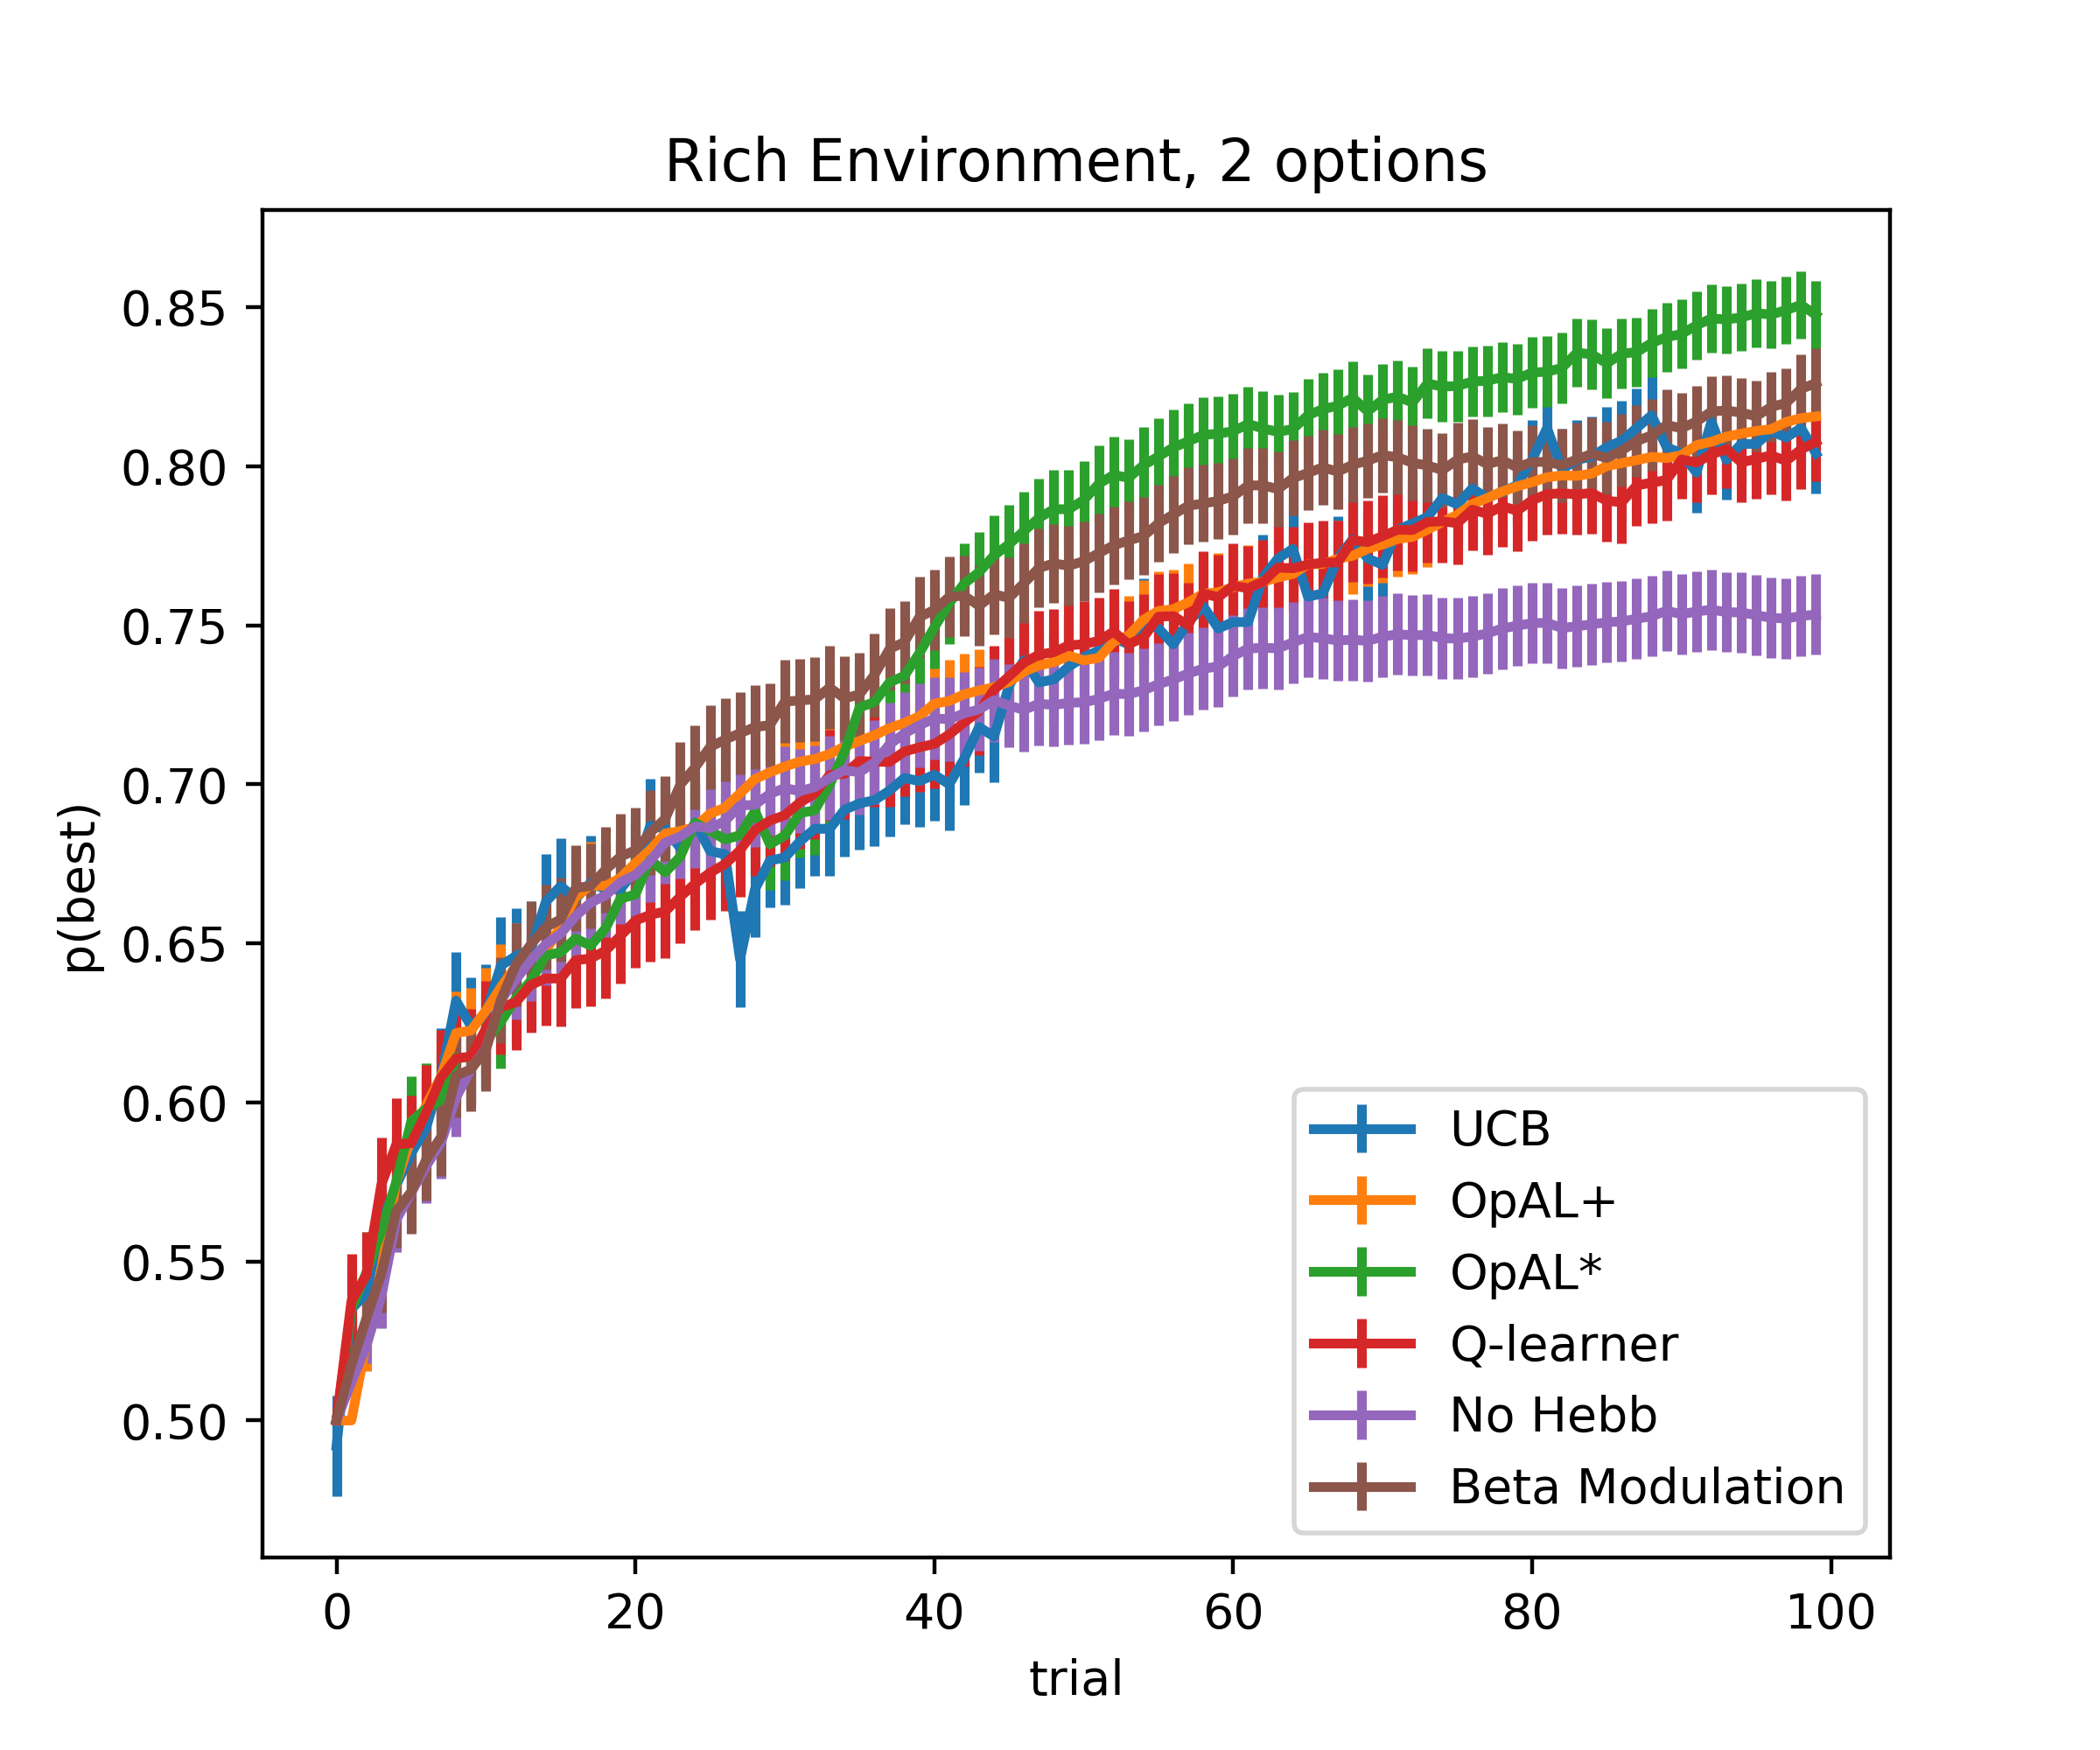 Rich Environment, 2 options
p(best)
0.85
0.80
0.75
0.70
0.65
0.60
0.55
0.50
UCB
OpAL+
OpAL*
Q-learner
No Hebb
Beta Modulation
0 20 40 60 80 100
trial